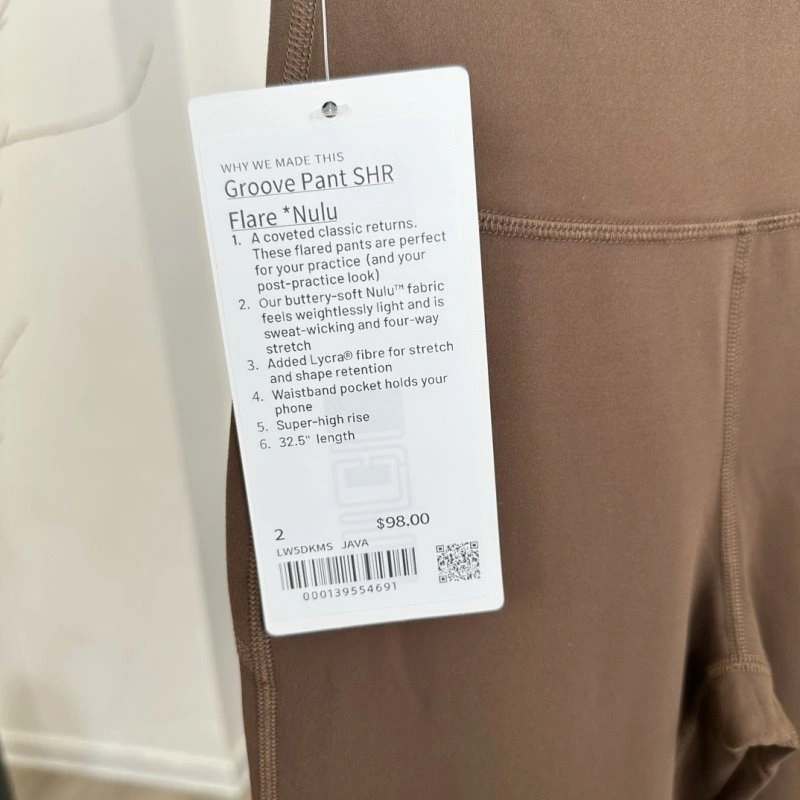 WHY WE MADE THIS
Groove Pant SHR
Flare *Nulu
1. A coveted classic returns.
These flared pants are perfect
for your practice (and your
post-practice look)
2. Our buttery-soft Nulu™ fabric
feels weightlessly light and is
sweat-wicking and four-way
stretch
3. Added Lycra® fibre for stretch
and shape retention
4. Waistband pocket holds your
phone
5. Super-high rise
6. 32.5" length
2 $98.00
LW5DKMS JAVA
000139554691